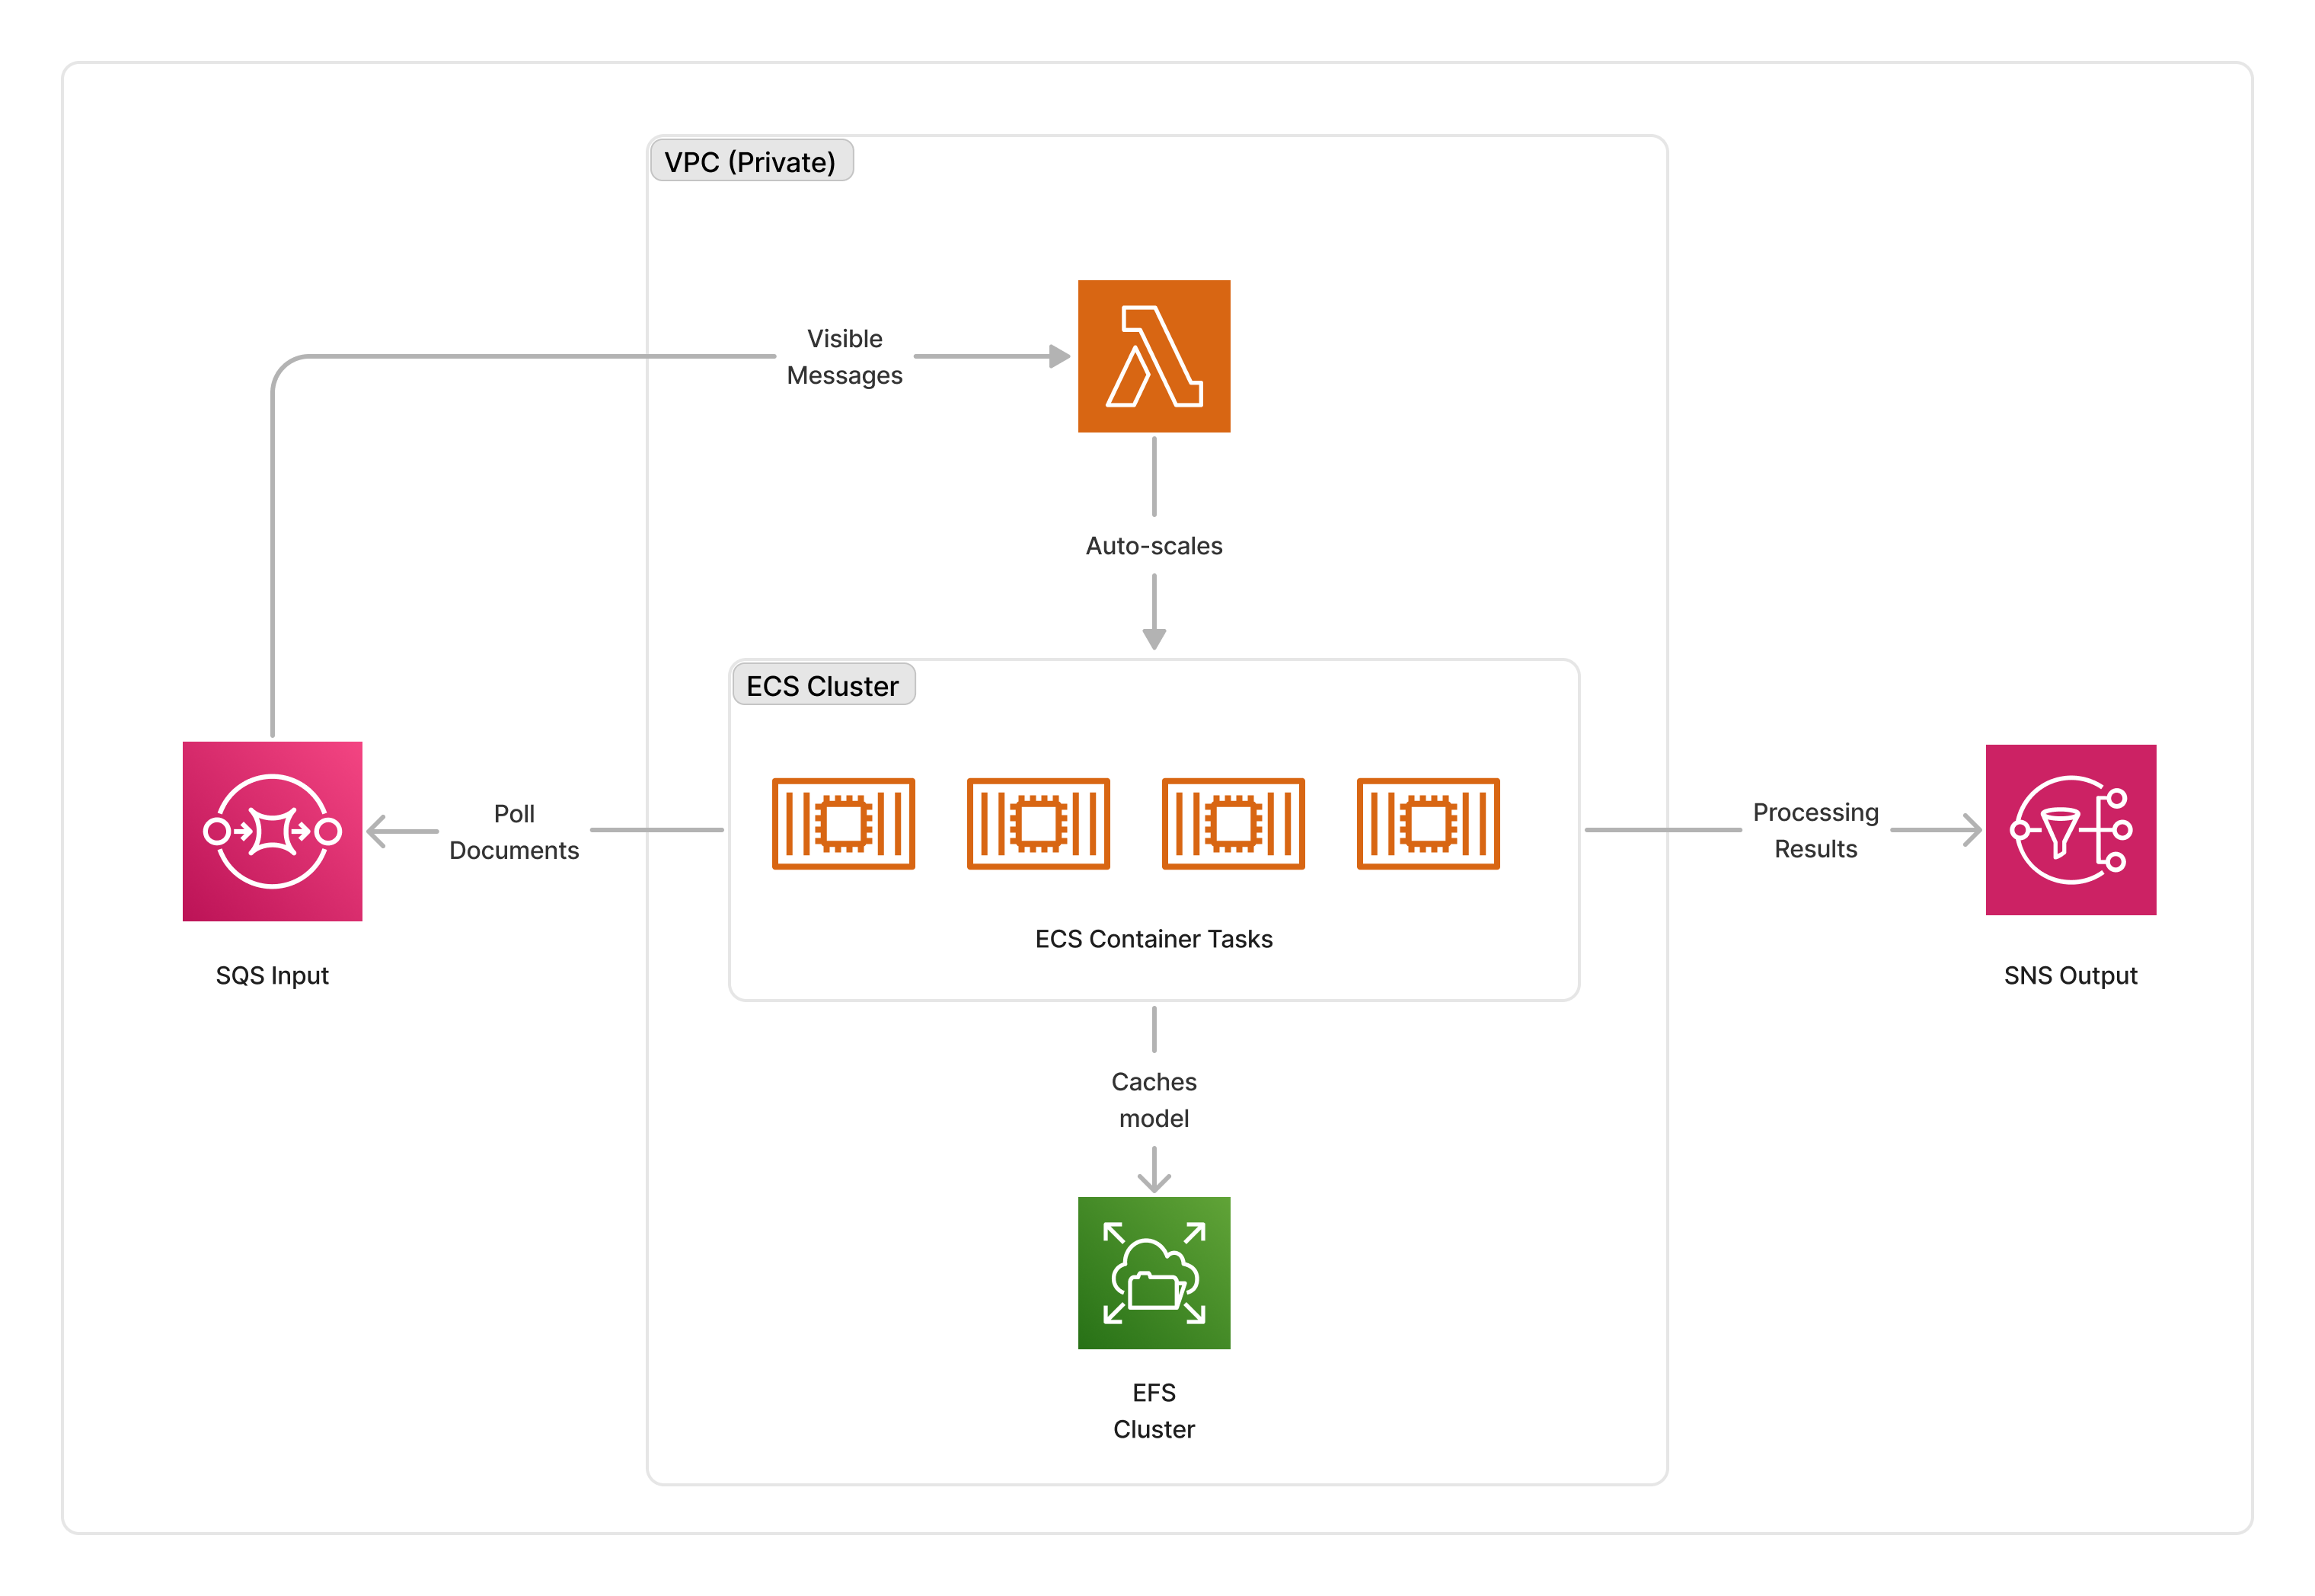 VPC (Private)
Visible
Messages
Auto-scales
ECS Cluster
Poll
Documents
Processing
Results
ECS Container Tasks
SQS Input
SNS Output
Caches
model
EFS
Cluster